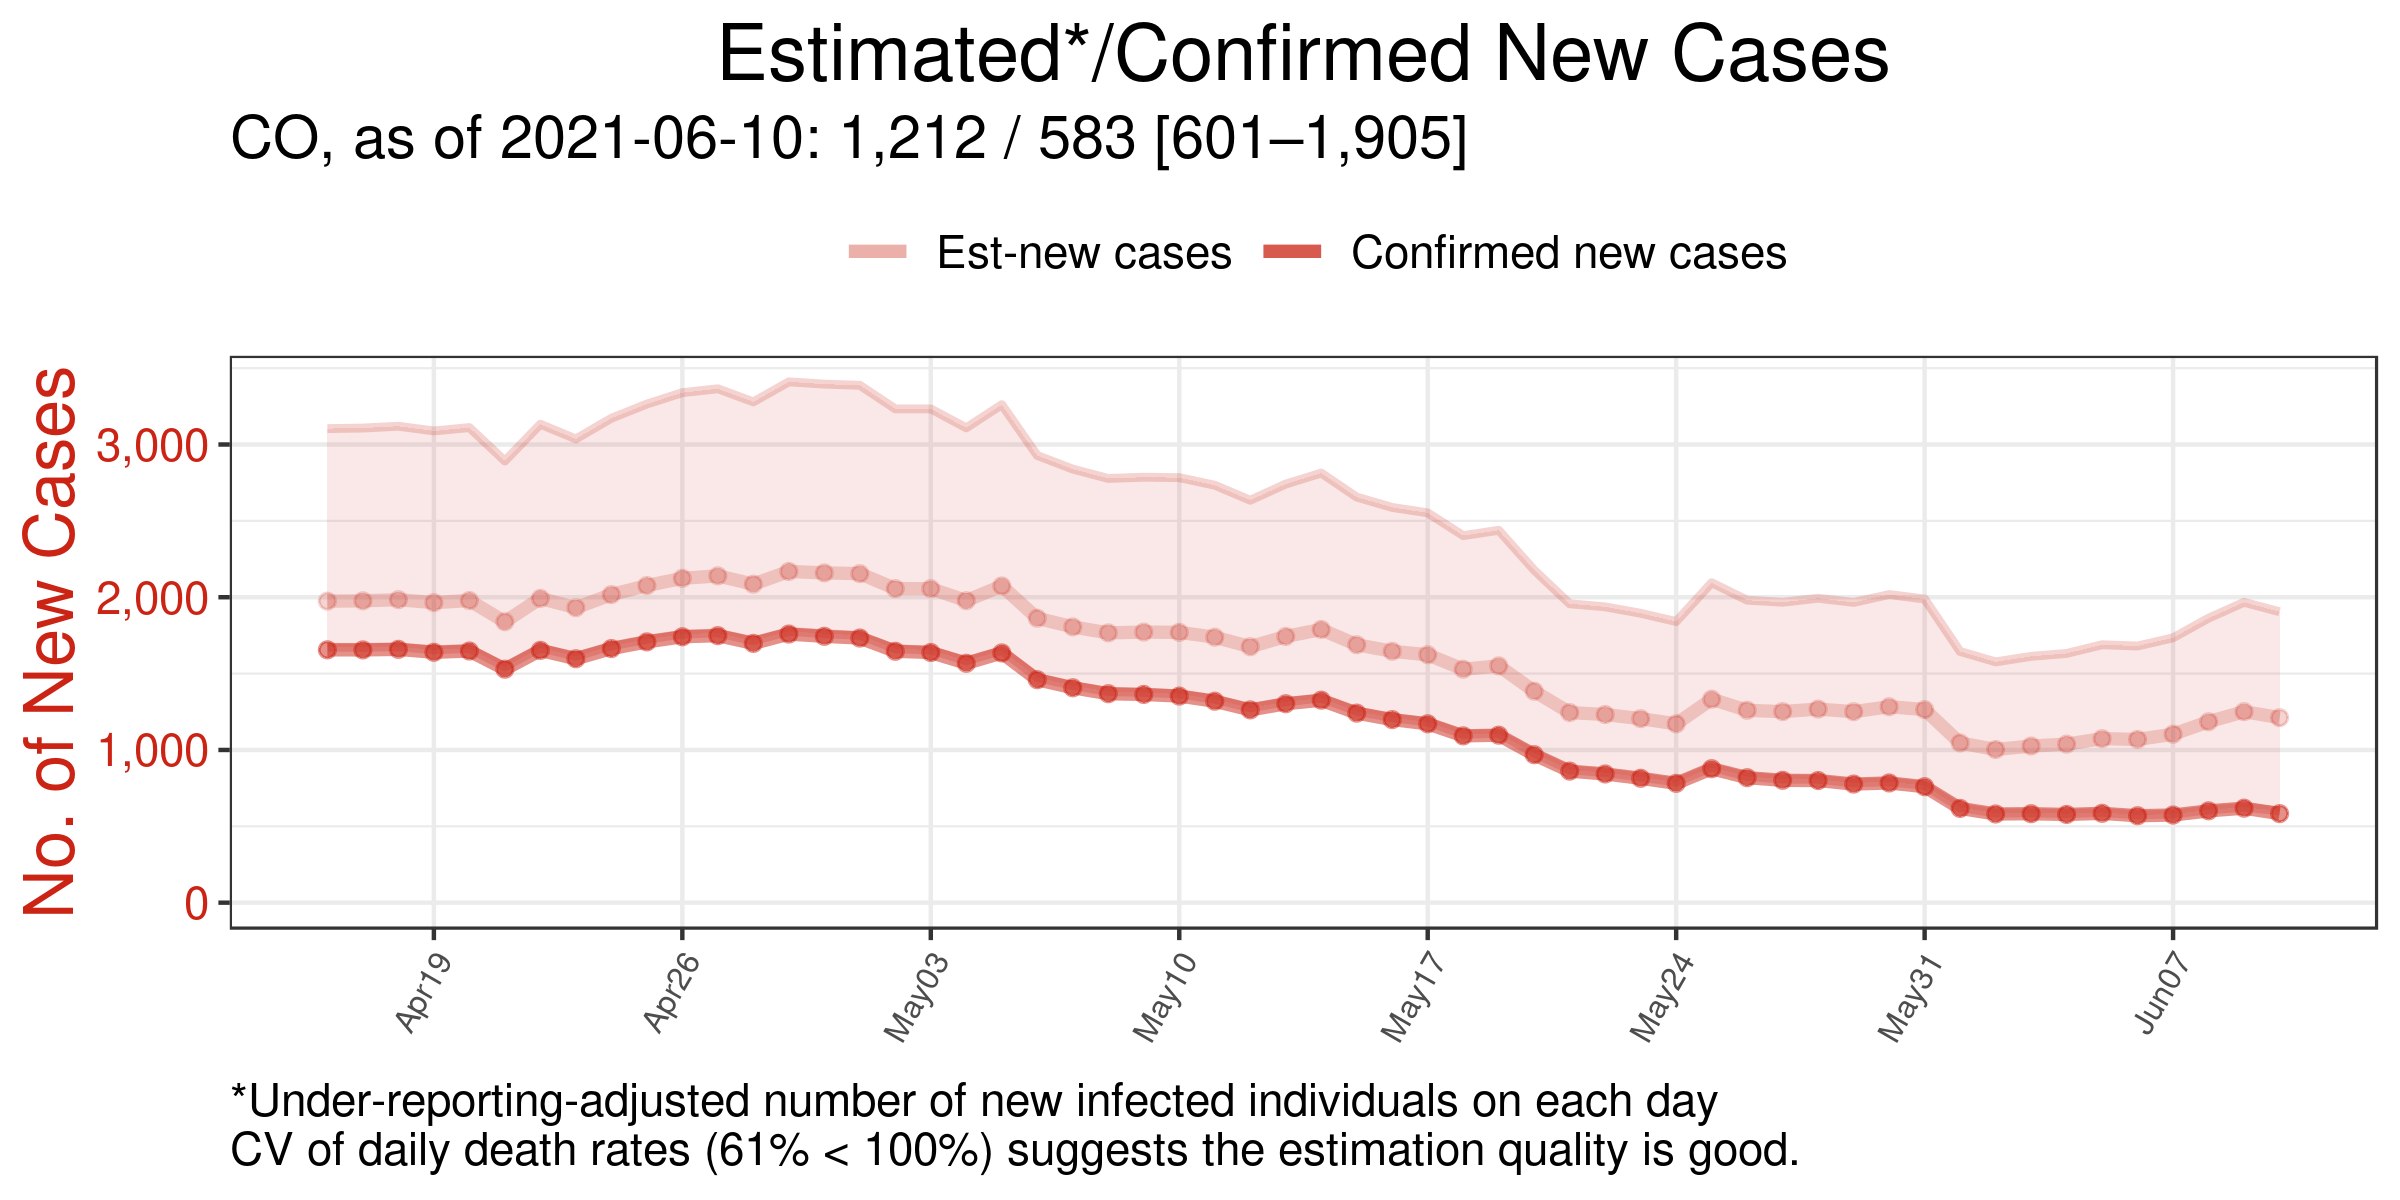 Estimated*/Confirmed New Cases
CO, as of 2021-06-10: 1,212 / 583 [601–1,905]
Est-new cases Confirmed new cases
No. of New Cases
3,000
2,000
1,000
0
Apr19 Apr26 May03 May10 May17 May24 May31 Jun07
*Under-reporting-adjusted number of new infected individuals on each day
CV of daily death rates (61% < 100%) suggests the estimation quality is good.